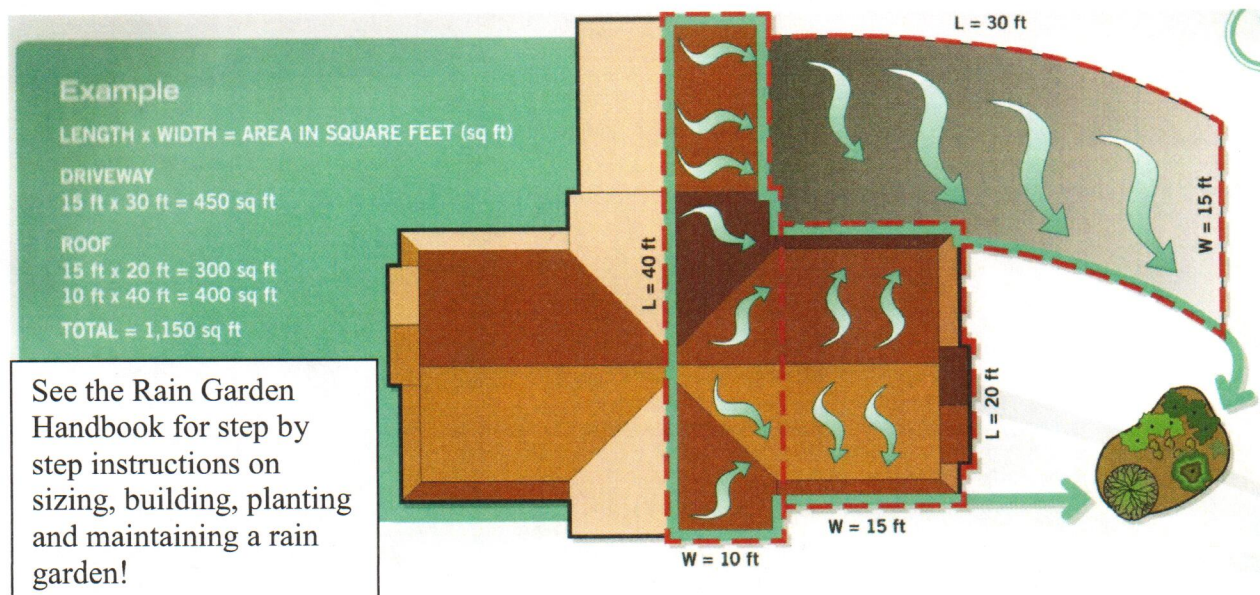 Example
LENGTH x WIDTH = AREA IN SQUARE FEET (sq ft)
DRIVEWAY
15 ft x 30 ft = 450 sq ft
ROOF
15 ft x 20 ft = 300 sq ft
10 ft x 40 ft = 400 sq ft
TOTAL = 1,150 sq ft
See the Rain Garden
Handbook for step by
step instructions on
sizing, building, planting
and maintaining a rain
garden!
L = 30 ft
W = 15 ft
L = 40 ft
L = 20 ft
W = 15 ft
W = 10 ft